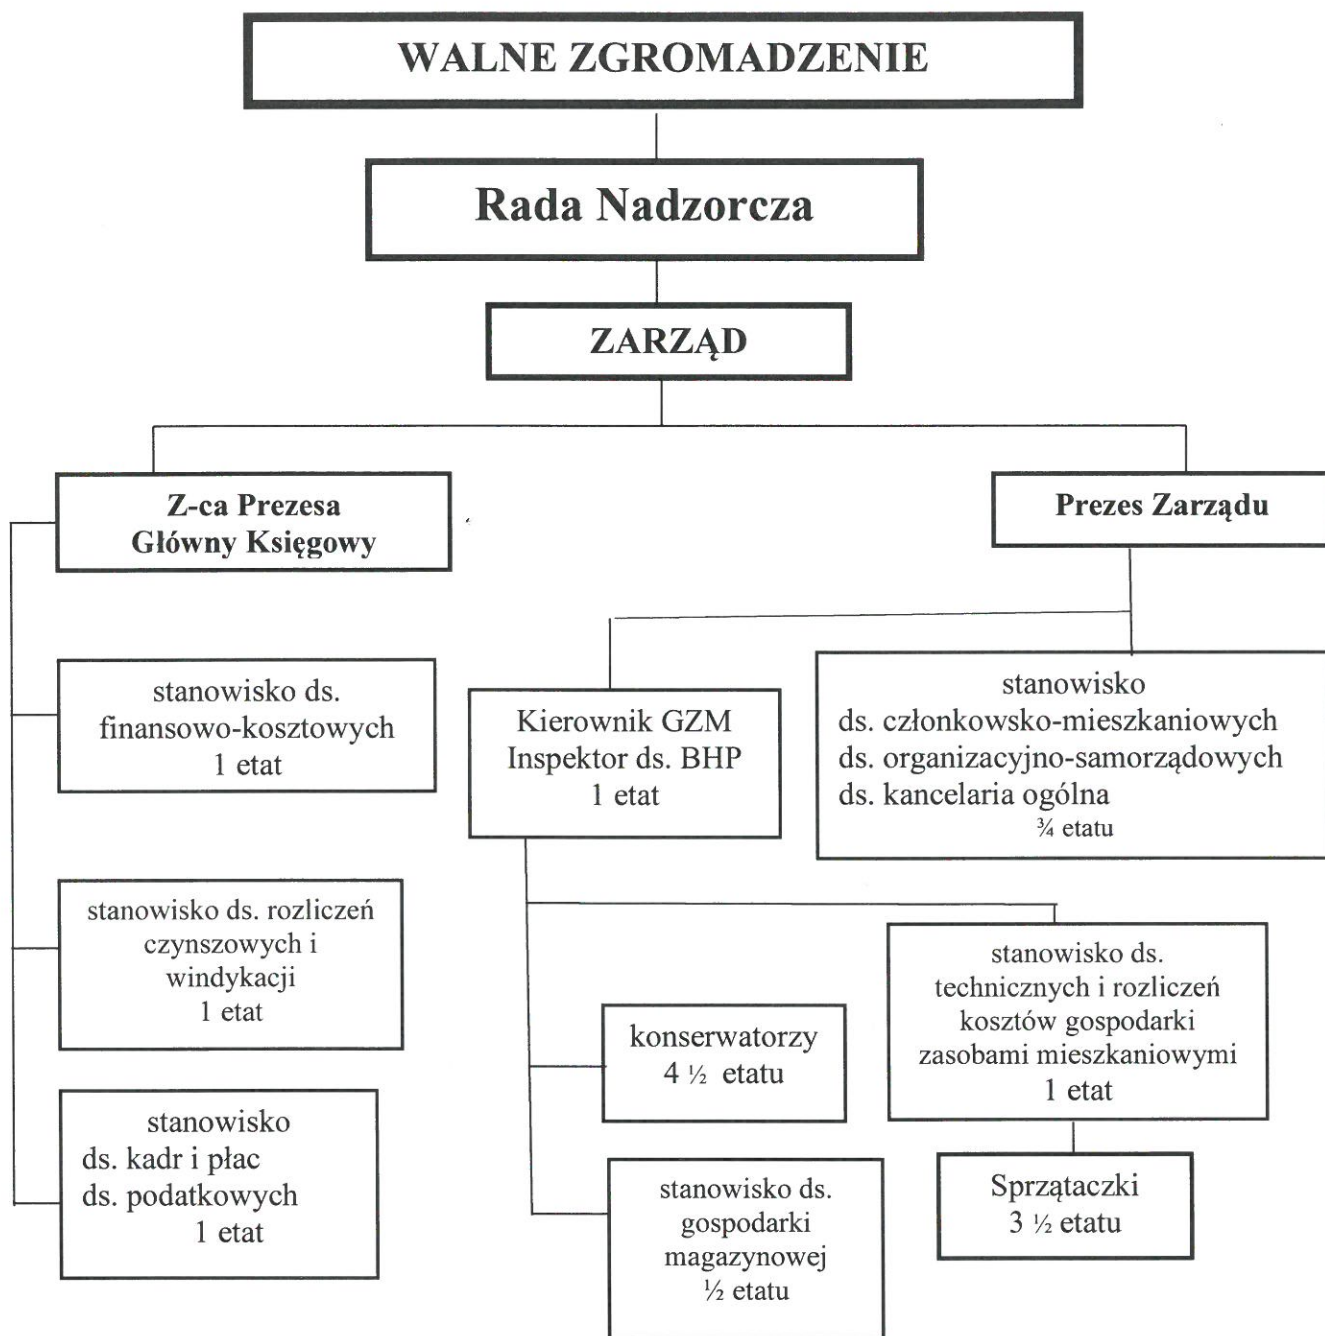 WALNE ZGROMADZENIE
Rada Nadzorcza
ZARZĄD
Z-ca Prezesa
Główny Księgowy
Prezes Zarządu
stanowisko ds.
finansowo-kosztowych
1 etat
Kierownik GZM
Inspektor ds. BHP
1 etat
stanowisko
ds. członkowsko-mieszkaniowych
ds. organizacyjno-samorządowych
ds. kancelaria ogólna
¾ etatu
stanowisko ds. rozliczeń
czynszowych i
windykacji
1 etat
konserwatorzy
4 ½ etatu
stanowisko ds.
technicznych i rozliczeń
kosztów gospodarki
zasobami mieszkaniowymi
1 etat
stanowisko
ds. kadr i płac
ds. podatkowych
1 etat
stanowisko ds.
gospodarki
magazynowej
½ etatu
Sprzątaczki
3 ½ etatu